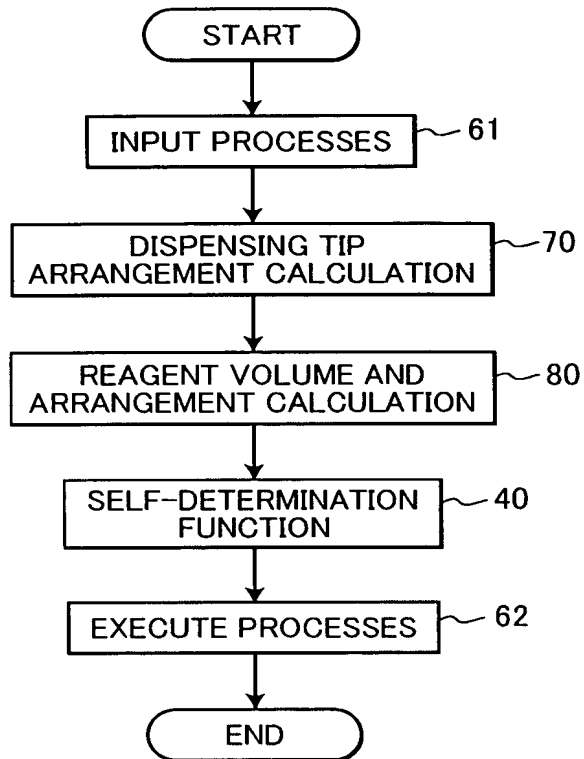 START
INPUT PROCESSES
61
DISPENSING TIP
ARRANGEMENT CALCULATION
70
REAGENT VOLUME AND
ARRANGEMENT CALCULATION
80
SELF-DETERMINATION
FUNCTION
40
EXECUTE PROCESSES
62
END